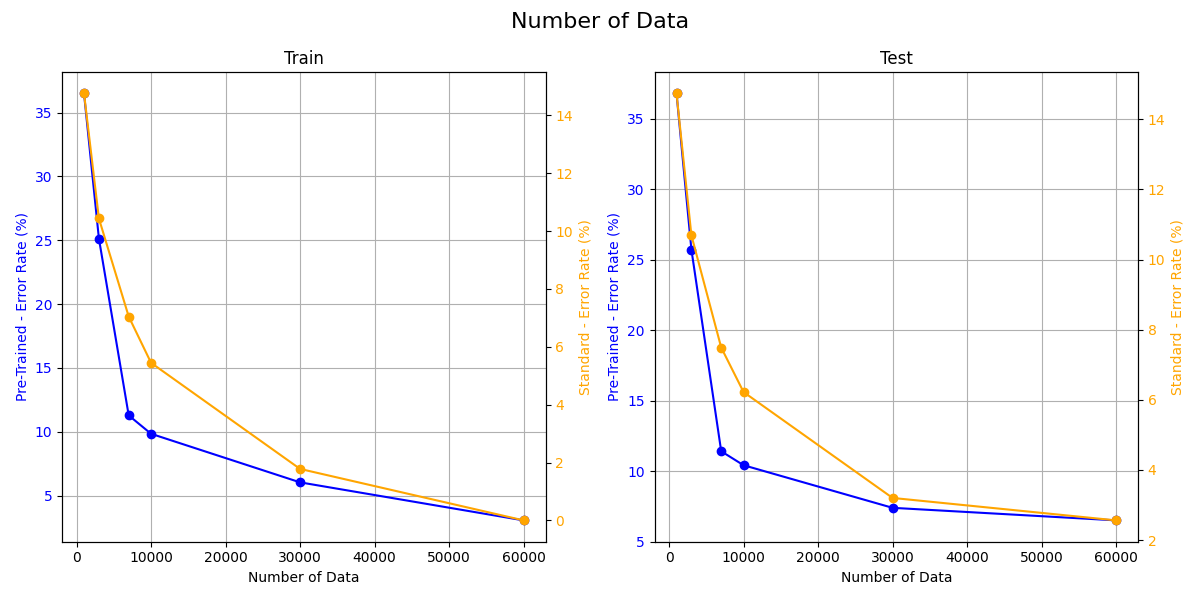 Number of Data
Train
Pre-Trained - Error Rate (%)
35
30
25
20
15
10
5
14
12
10
8
6
4
2
0
Standard - Error Rate (%)
0 10000 20000 30000 40000 50000 60000
Number of Data
Test
Pre-Trained - Error Rate (%)
35
30
25
20
15
10
5
14
12
10
8
6
4
2
Standard - Error Rate (%)
0 10000 20000 30000 40000 50000 60000
Number of Data